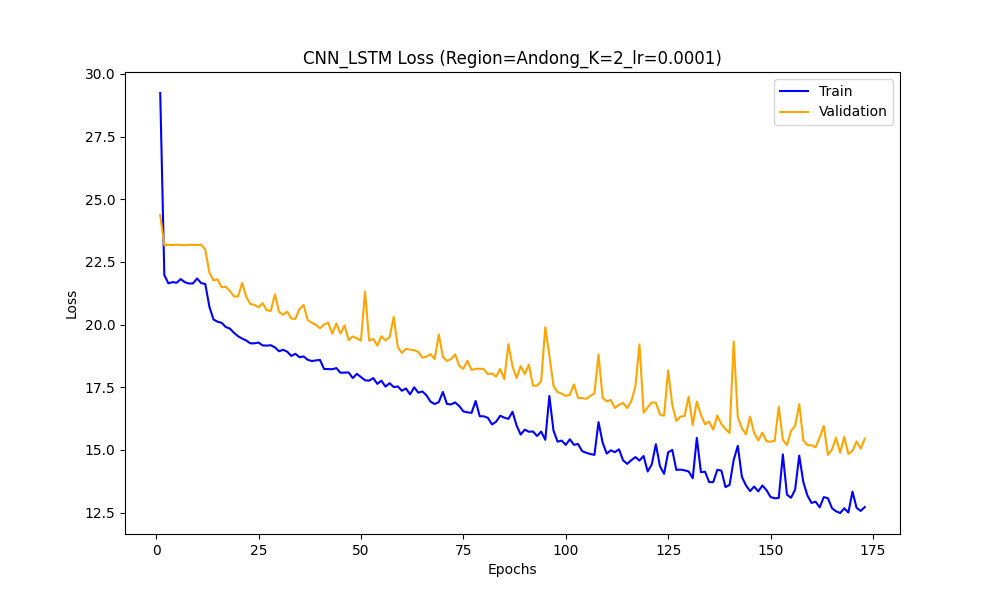 CNN_LSTM Loss (Region=Andong_K=2_lr=0.0001)
30.0
27.5
25.0
22.5
20.0
17.5
15.0
12.5
Loss
Train
Validation
0 25 50 75 100 125 150 175
Epochs